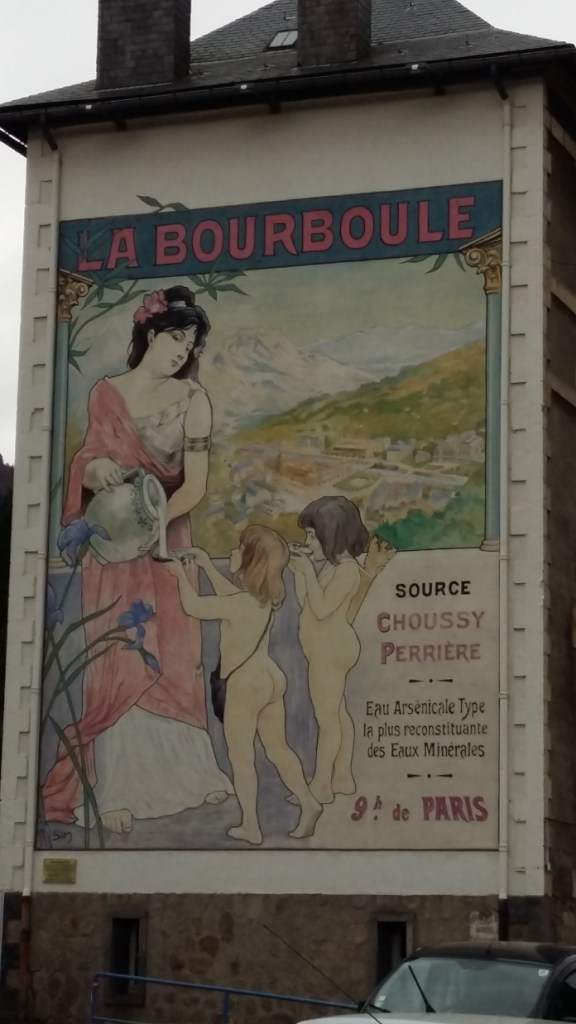 LA BOURBOULE
SOURCE
CHOUSSY
PERRIÈRE
Eau Arsénicale Type
la plus reconstituante
des Eaux Minérales
9h. de PARIS